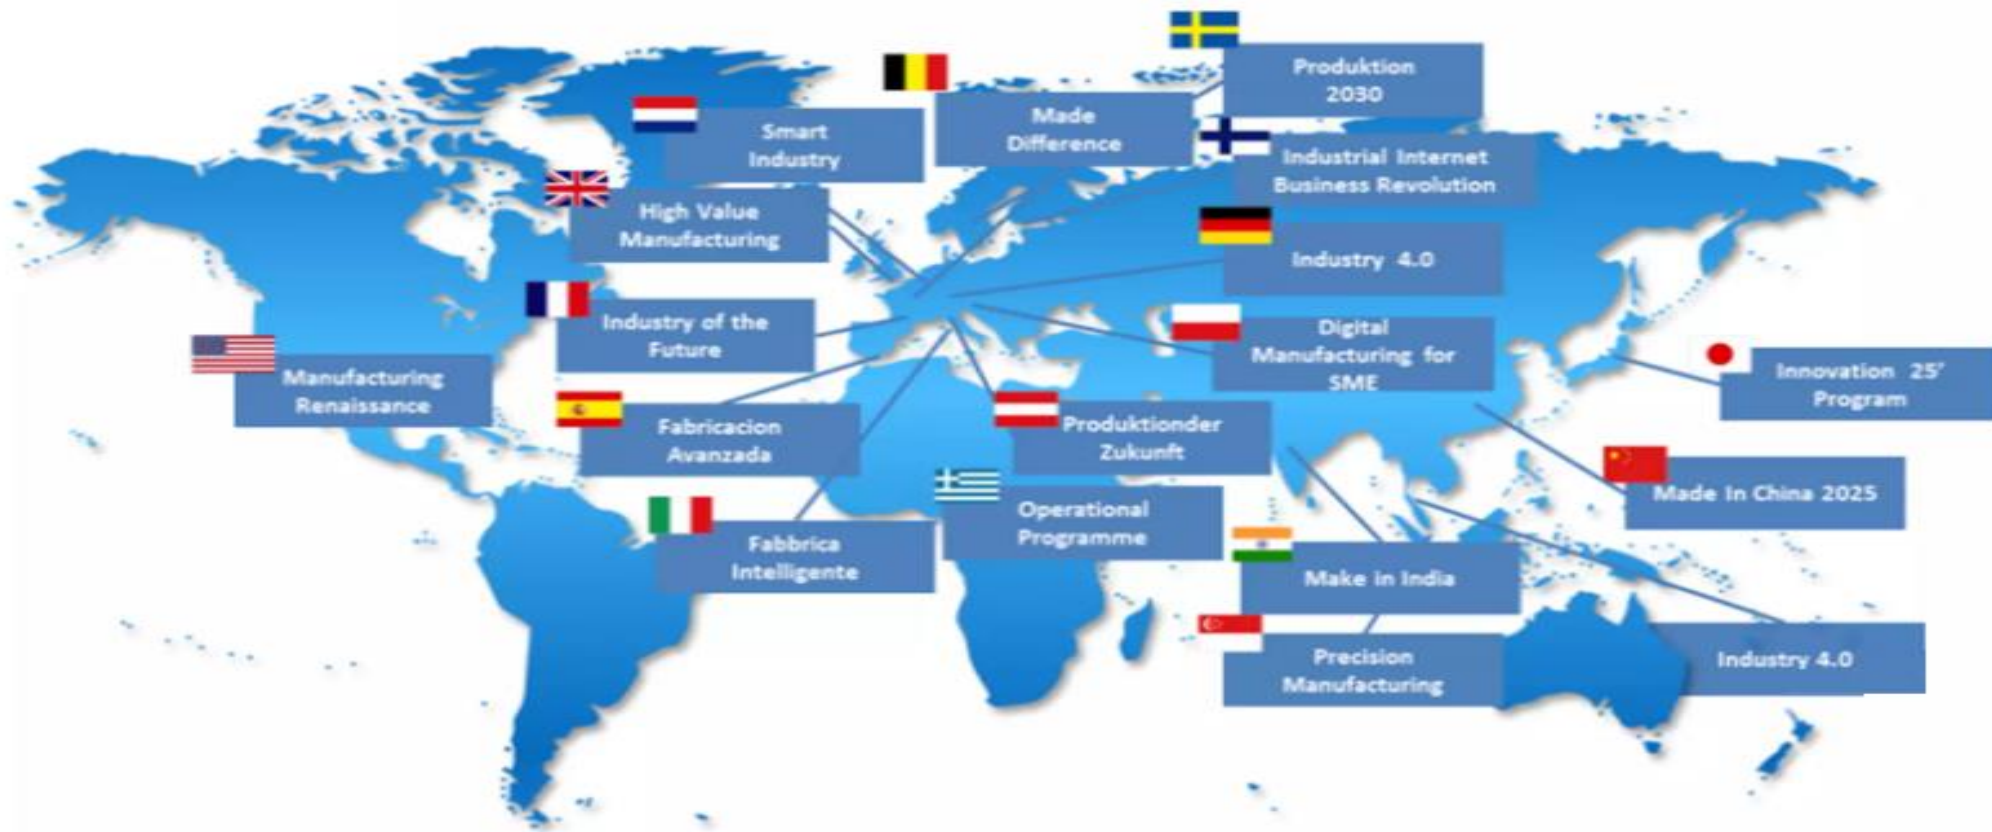 Produktion
2030
Made
Difference
Smart
Industry
Industrial Internet
Business Revolution
High Value
Manufacturing
Industry 4.0
Industry of the
Future
Digital
Manufacturing for
SME
Manufacturing
Renaissance
Innovation 25'
Program
Fabricacion
Avanzada
Produktionder
Zukunft
Made In China 2025
Operational
Programme
Fabbrica
Intelligente
Make in India
Precision
Manufacturing
Industry 4.0